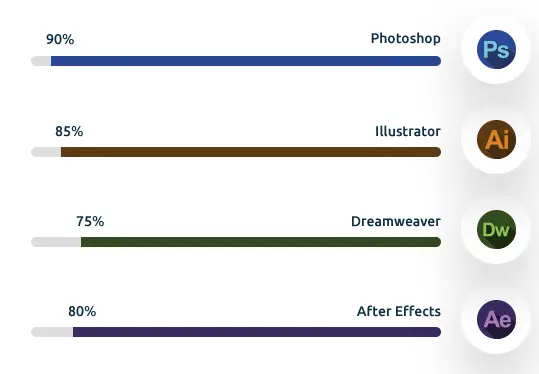 90% Photoshop Ps
85% Illustrator Ai
75% Dreamweaver Dw
80% After Effects Ae